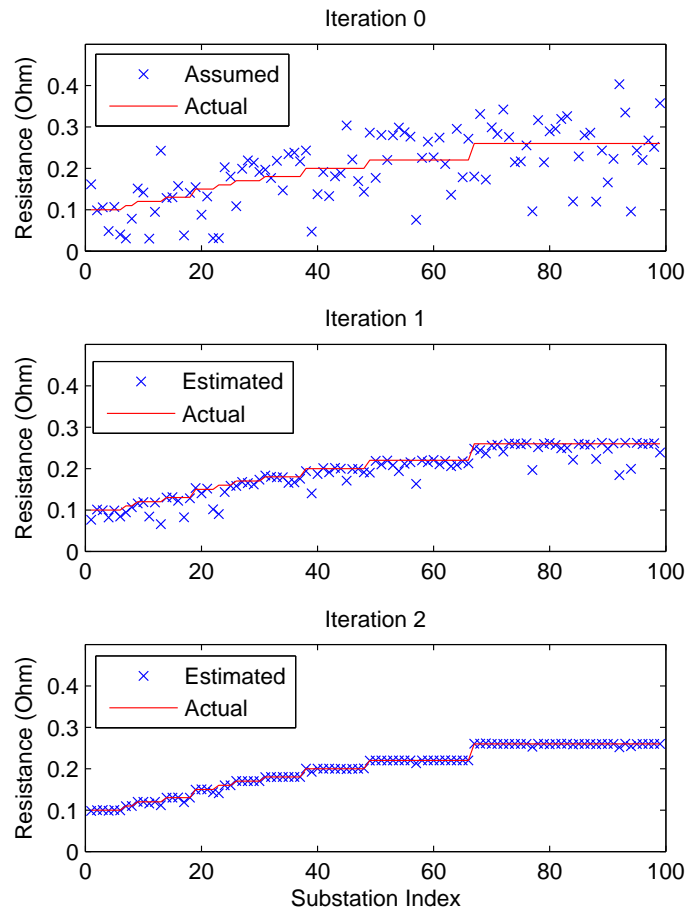 Iteration 0
Resistance (Ohm)
0.4
0.3
0.2
0.1
0
Assumed
Actual
0 20 40 60 80 100
Iteration 1
Resistance (Ohm)
0.4
0.3
0.2
0.1
0
Estimated
Actual
0 20 40 60 80 100
Iteration 2
Resistance (Ohm)
0.4
0.3
0.2
0.1
0
Estimated
Actual
0 20 40 60 80 100
Substation Index